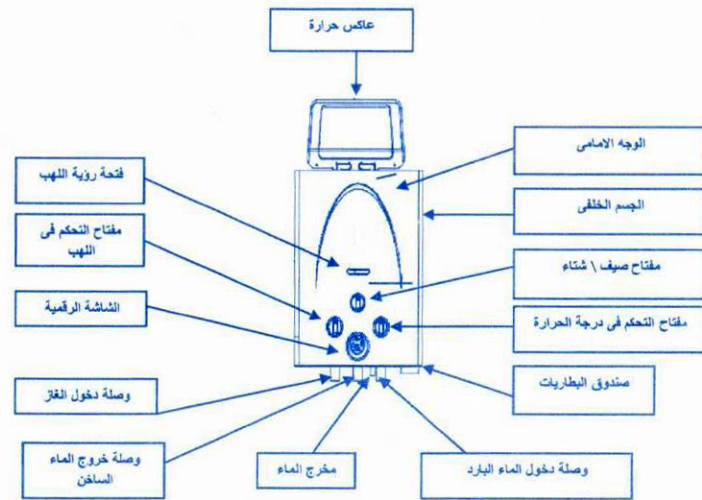 عاكس حرارة
الوجه الامامى
فتحة رؤية اللهب
الجسم الخلفى
مفتاح التحكم فى
اللهب
مفتاح صيف \ شتاء
الشاشة الرقمية
مفتاح التحكم فى درجة الحرارة
صندوق البطاريات
وصلة دخول الغاز
وصلة خروج الماء
الساخن
مخرج الماء
وصلة دخول الماء البارد